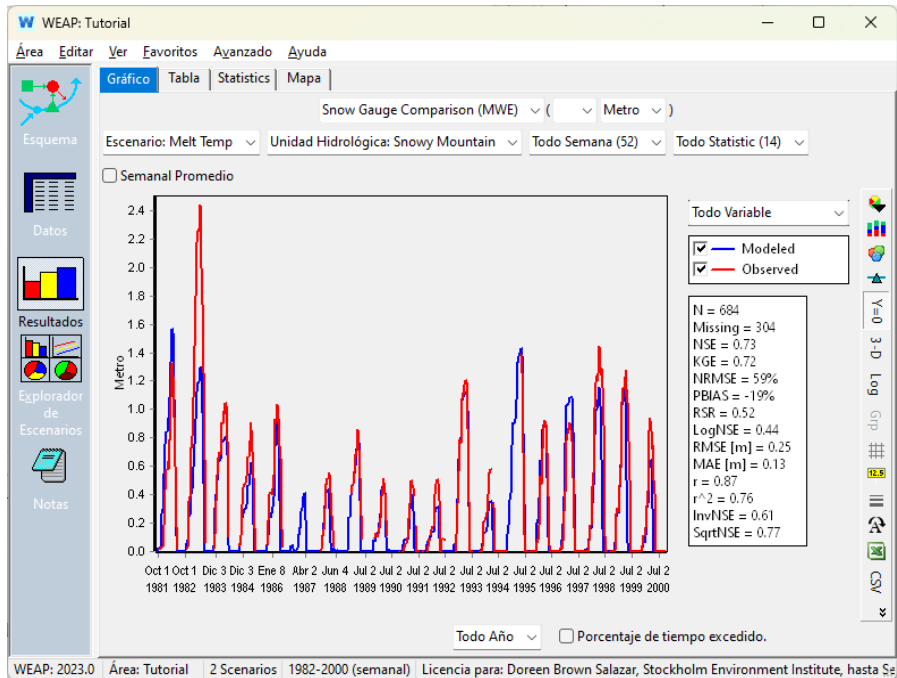 WEAP: Tutorial
Área Editar Ver Favoritos Avanzado Ayuda
Gráfico Tabla Statistics Mapa
Snow Gauge Comparison (MWE) ( Metro )
Escenario: Melt Temp Unidad Hidrológica: Snowy Mountain Todo Semana (52) Todo Statistic (14)
Semanal Promedio
Esquema
Datos
Resultados
Explorador
de
Escenarios
Notas
Metro
2.4
2.2
2.0
1.8
1.6
1.4
1.2
1.0
0.8
0.6
0.4
0.2
0.0
Oct 1 Oct 1 Dic 3 Dic 3 Ene 8 Abr 2 Jun 4 Jul 2 Jul 2 Jul 2 Jul 2 Jul 2 Jul 2 Jul 2 Jul 2 Jul 2 Jul 2 Jul 2
1981 1982 1983 1984 1986 1987 1988 1989 1990 1991 1992 1993 1994 1995 1996 1997 1998 1999 2000
Todo Variable
Modeled
Observed
N = 684
Missing = 304
NSE = 0.73
KGE = 0.72
NRMSE = 59%
PBIAS = -19%
RSR = 0.52
LogNSE = 0.44
RMSE [m] = 0.25
MAE [m] = 0.13
r = 0.87
r^2 = 0.76
InvNSE = 0.61
SqrtNSE = 0.77
Y=0
3-D
Log
Grp
12.5
A
CSV
Todo Año Porcentaje de tiempo excedido.
WEAP: 2023.0 Área: Tutorial 2 Scenarios 1982-2000 (semanal) Licencia para: Doreen Brown Salazar, Stockholm Environment Institute, hasta Se